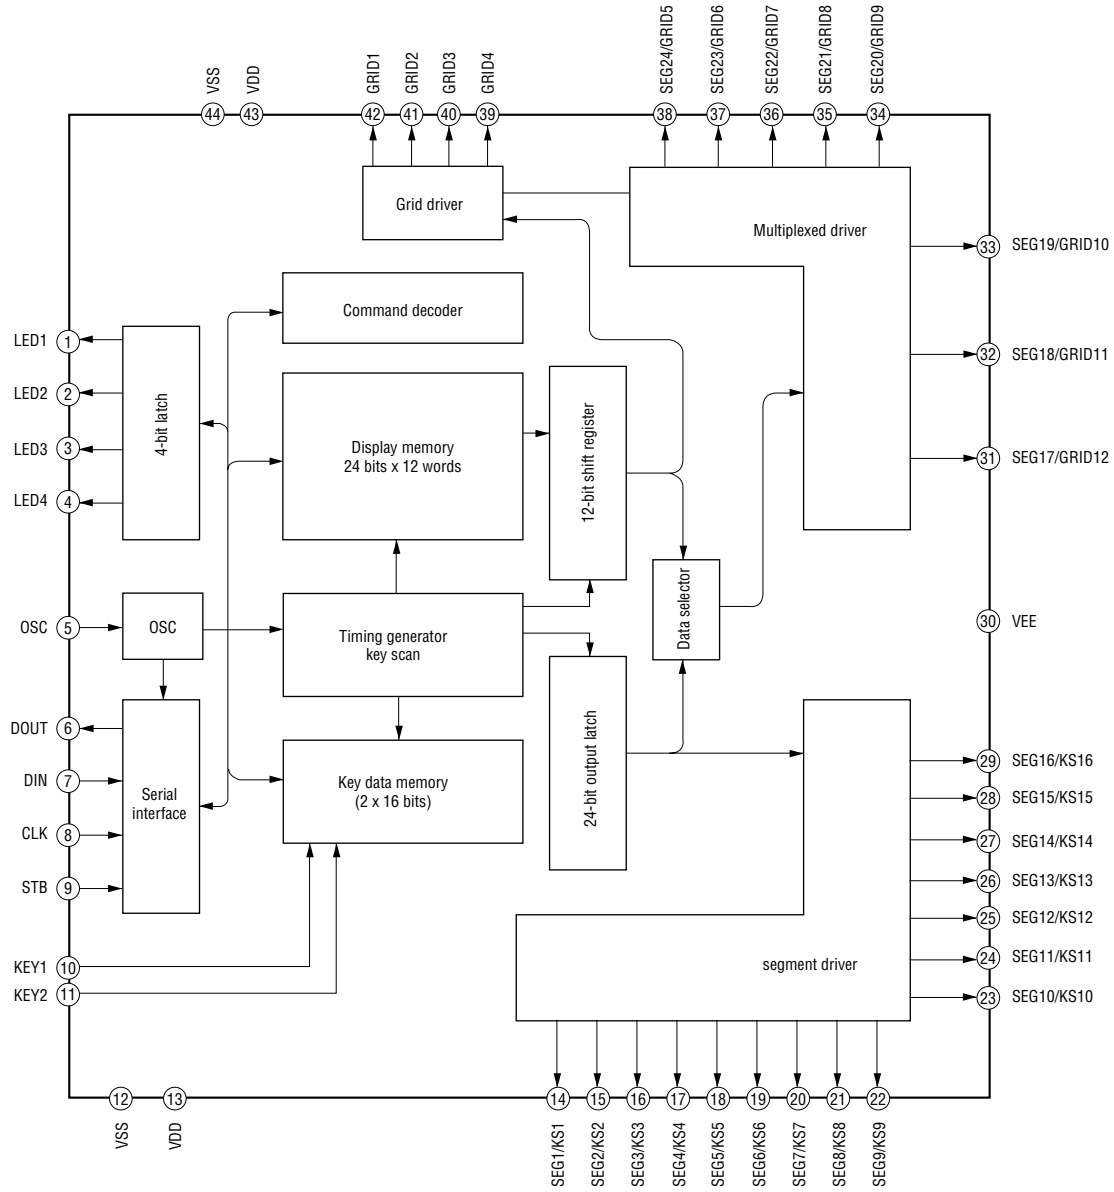 VSS
VDD
GRID1
GRID2
GRID3
GRID4
SEG24/GRID5
SEG23/GRID6
SEG22/GRID7
SEG21/GRID8
SEG20/GRID9
44
43
42
41
40
39
38
37
36
35
34
Grid driver
Multiplexed driver
33
SEG19/GRID10
Command decoder
LED1
1
LED2
2
LED3
3
LED4
4
4-bit latch
Display memory
24 bits x 12 words
12-bit shift register
32
SEG18/GRID11
31
SEG17/GRID12
OSC
5
OSC
Timing generator
key scan
Data selector
30
VEE
DOUT
6
DIN
7
CLK
8
STB
9
Serial
interface
Key data memory
(2 x 16 bits)
24-bit output latch
29
SEG16/KS16
28
SEG15/KS15
27
SEG14/KS14
26
SEG13/KS13
25
SEG12/KS12
24
SEG11/KS11
23
SEG10/KS10
segment driver
KEY1
10
KEY2
11
12
13
14
15
16
17
18
19
20
21
22
VSS
VDD
SEG1/KS1
SEG2/KS2
SEG3/KS3
SEG4/KS4
SEG5/KS5
SEG6/KS6
SEG7/KS7
SEG8/KS8
SEG9/KS9